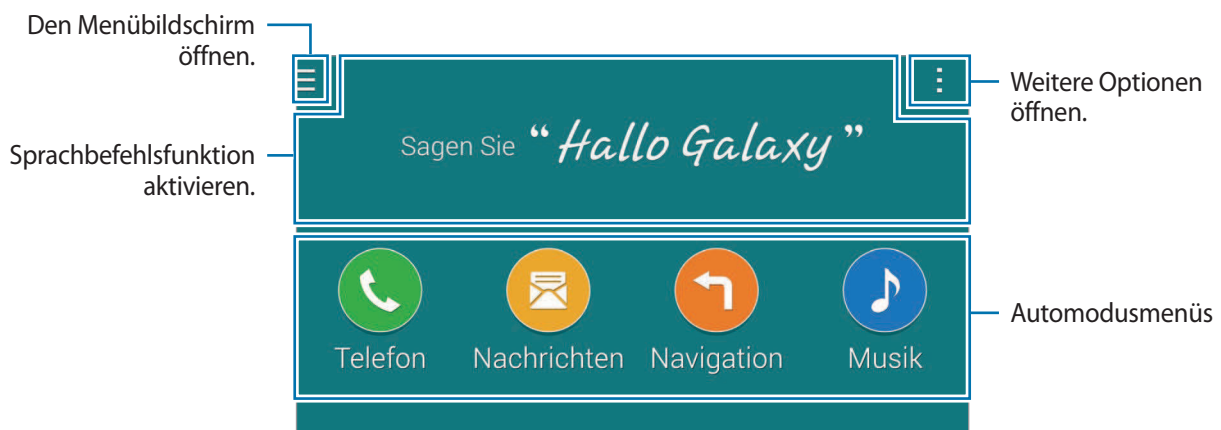 Den Menübildschirm
öffnen.
Weitere Optionen
öffnen.
Sprachbefehlsfunktion
aktivieren.
Sagen Sie “ Hallo Galaxy ”
Telefon Nachrichten Navigation Musik
Automodusmenüs